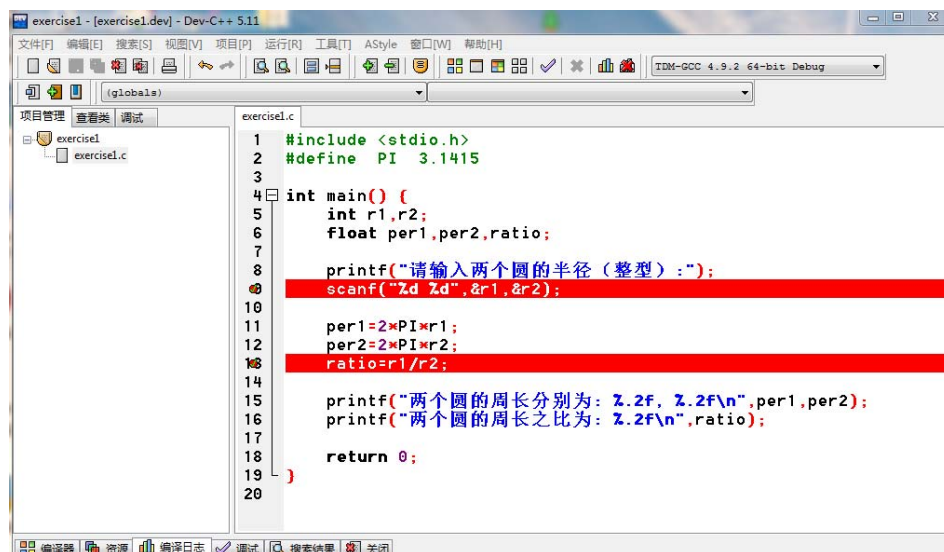 exercise1 - [exercise1.dev] - Dev-C++ 5.11
文件[F] 编辑[E] 搜索[S] 视图[V] 项目[P] 运行[R] 工具[T] AStyle 窗口[W] 帮助[H]
TDM-GCC 4.9.2 64-bit Debug
(globals)
项目管理 查看类 调试
exercise1.c
exercise1
exercise1.c
1 #include <stdio.h>
2 #define PI 3.1415
3
4 int main() {
5 int r1,r2;
6 float per1,per2,ratio;
7
8 printf("请输入两个圆的半径（整型）:");
9 scanf("%d %d",&r1,&r2);
10
11 per1=2*PI*r1;
12 per2=2*PI*r2;
13 ratio=r1/r2;
14
15 printf("两个圆的周长分别为: %.2f, %.2f\n",per1,per2);
16 printf("两个圆的周长之比为: %.2f\n",ratio);
17
18 return 0;
19 }
20
编译器 资源 编译日志 调试 搜索结果 关闭